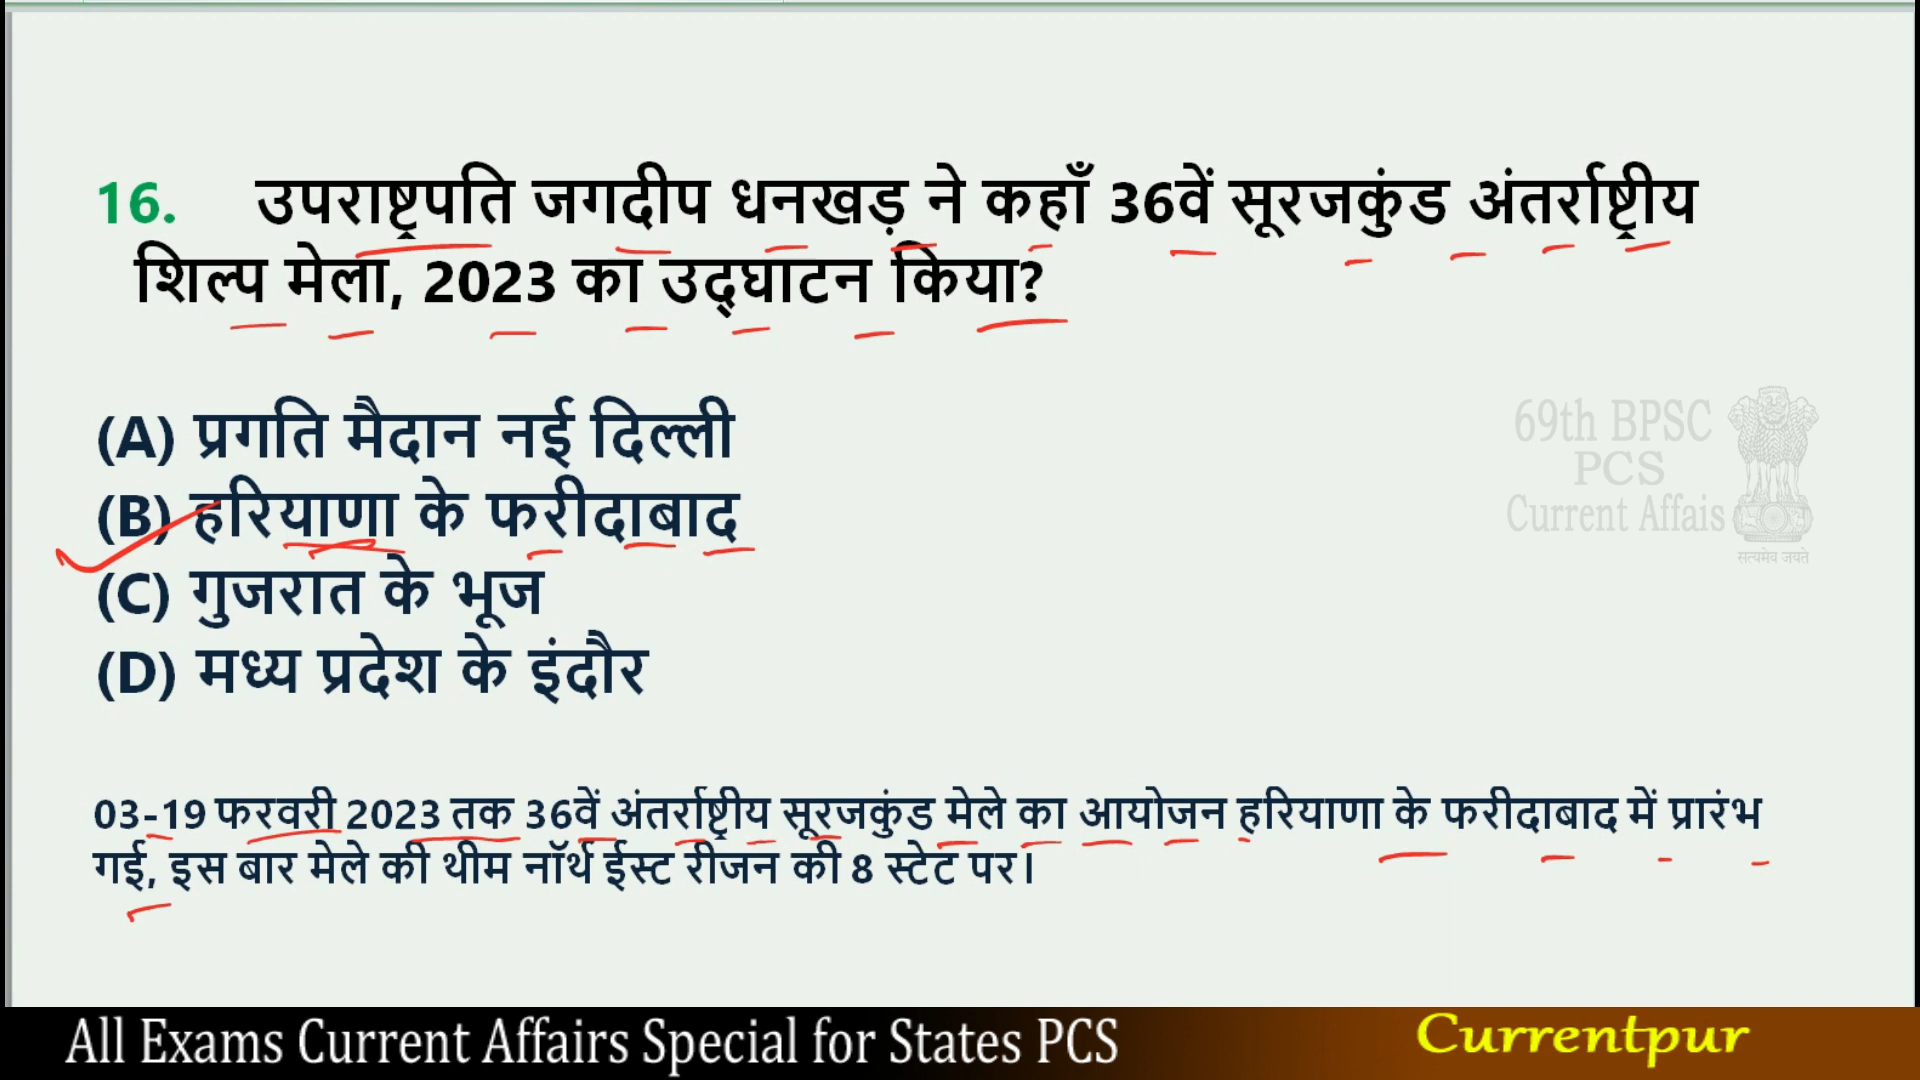 16. उपराष्ट्रपति जगदीप धनखड़ ने कहाँ 36वें सूरजकुंड अंतर्राष्ट्रीय
शिल्प मेला, 2023 का उद्घाटन किया?
(A) प्रगति मैदान नई दिल्ली
(B) हरियाणा के फरीदाबाद
(C) गुजरात के भूज
(D) मध्य प्रदेश के इंदौर
69th BPSC
PCS
Current Affais
सत्यमेव जयते
03-19 फरवरी 2023 तक 36वें अंतर्राष्ट्रीय सूरजकुंड मेले का आयोजन हरियाणा के फरीदाबाद में प्रारंभ
गई, इस बार मेले की थीम नॉर्थ ईस्ट रीजन की 8 स्टेट पर।
All Exams Current Affairs Special for States PCS
Currentpur